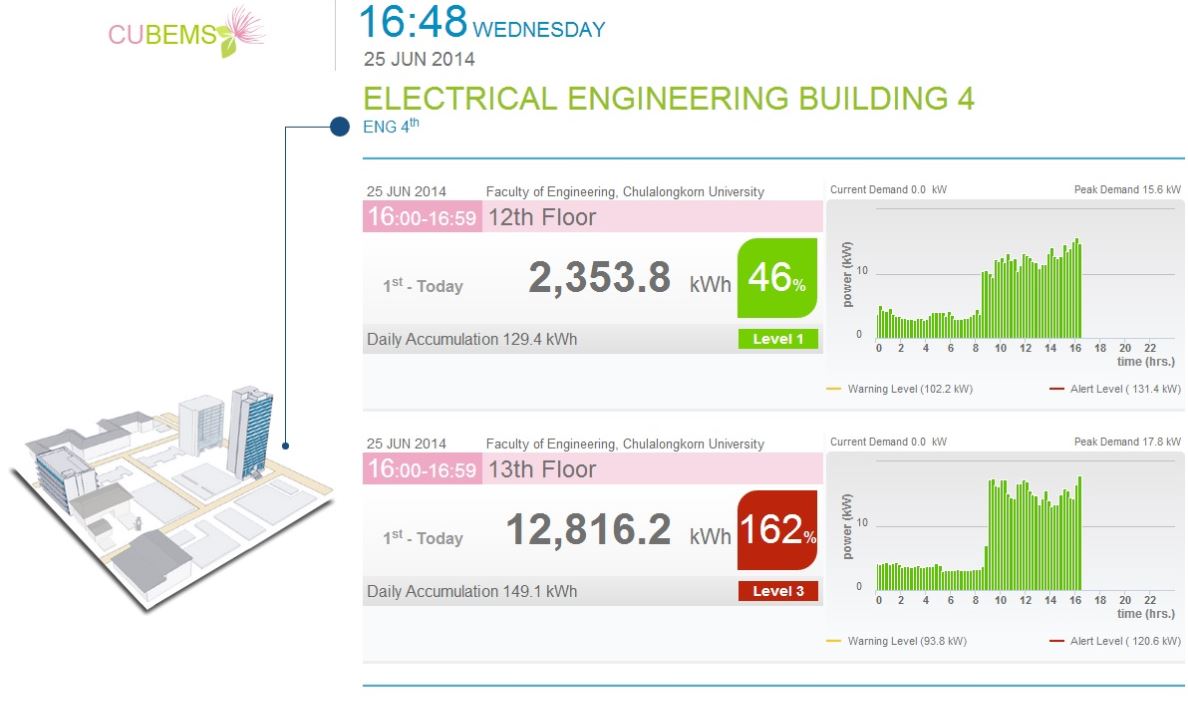 CUBEMS
16:48 WEDNESDAY
25 JUN 2014
ELECTRICAL ENGINEERING BUILDING 4
ENG 4th
25 JUN 2014 Faculty of Engineering, Chulalongkorn University
16:00-16:59 12th Floor
1st - Today 2,353.8 kWh 46%
Daily Accumulation 129.4 kWh Level 1
Current Demand 0.0 kW Peak Demand 15.6 kW
power (kW)
10
0
0 2 4 6 8 10 12 14 16 18 20 22
time (hrs.)
Warning Level (102.2 kW) Alert Level ( 131.4 kW)
25 JUN 2014 Faculty of Engineering, Chulalongkorn University
16:00-16:59 13th Floor
1st - Today 12,816.2 kWh 162%
Daily Accumulation 149.1 kWh Level 3
Current Demand 0.0 kW Peak Demand 17.8 kW
power (kW)
10
0
0 2 4 6 8 10 12 14 16 18 20 22
time (hrs.)
Warning Level (93.8 kW) Alert Level ( 120.6 kW)